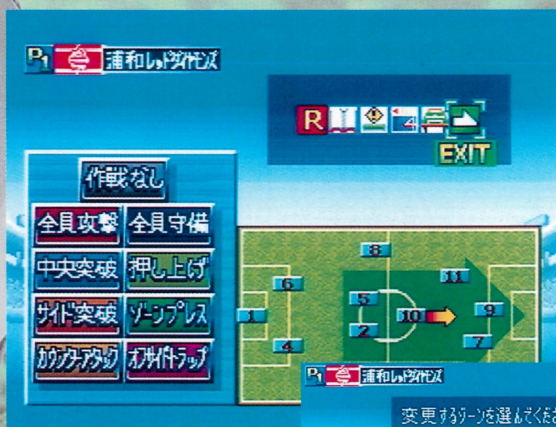 P1 浦和レッドダイヤモンズ
R
EXIT
作戦なし
全員攻撃 全員守備
中央突破 押し上げ
サイド突破 ゾーンプレス
カウンターアタック オフサイドトラップ
8
6 11
5
1 10 9
2
4 7
P1 浦和レッドダイヤモンズ
変更するゾーンを選んでくださ